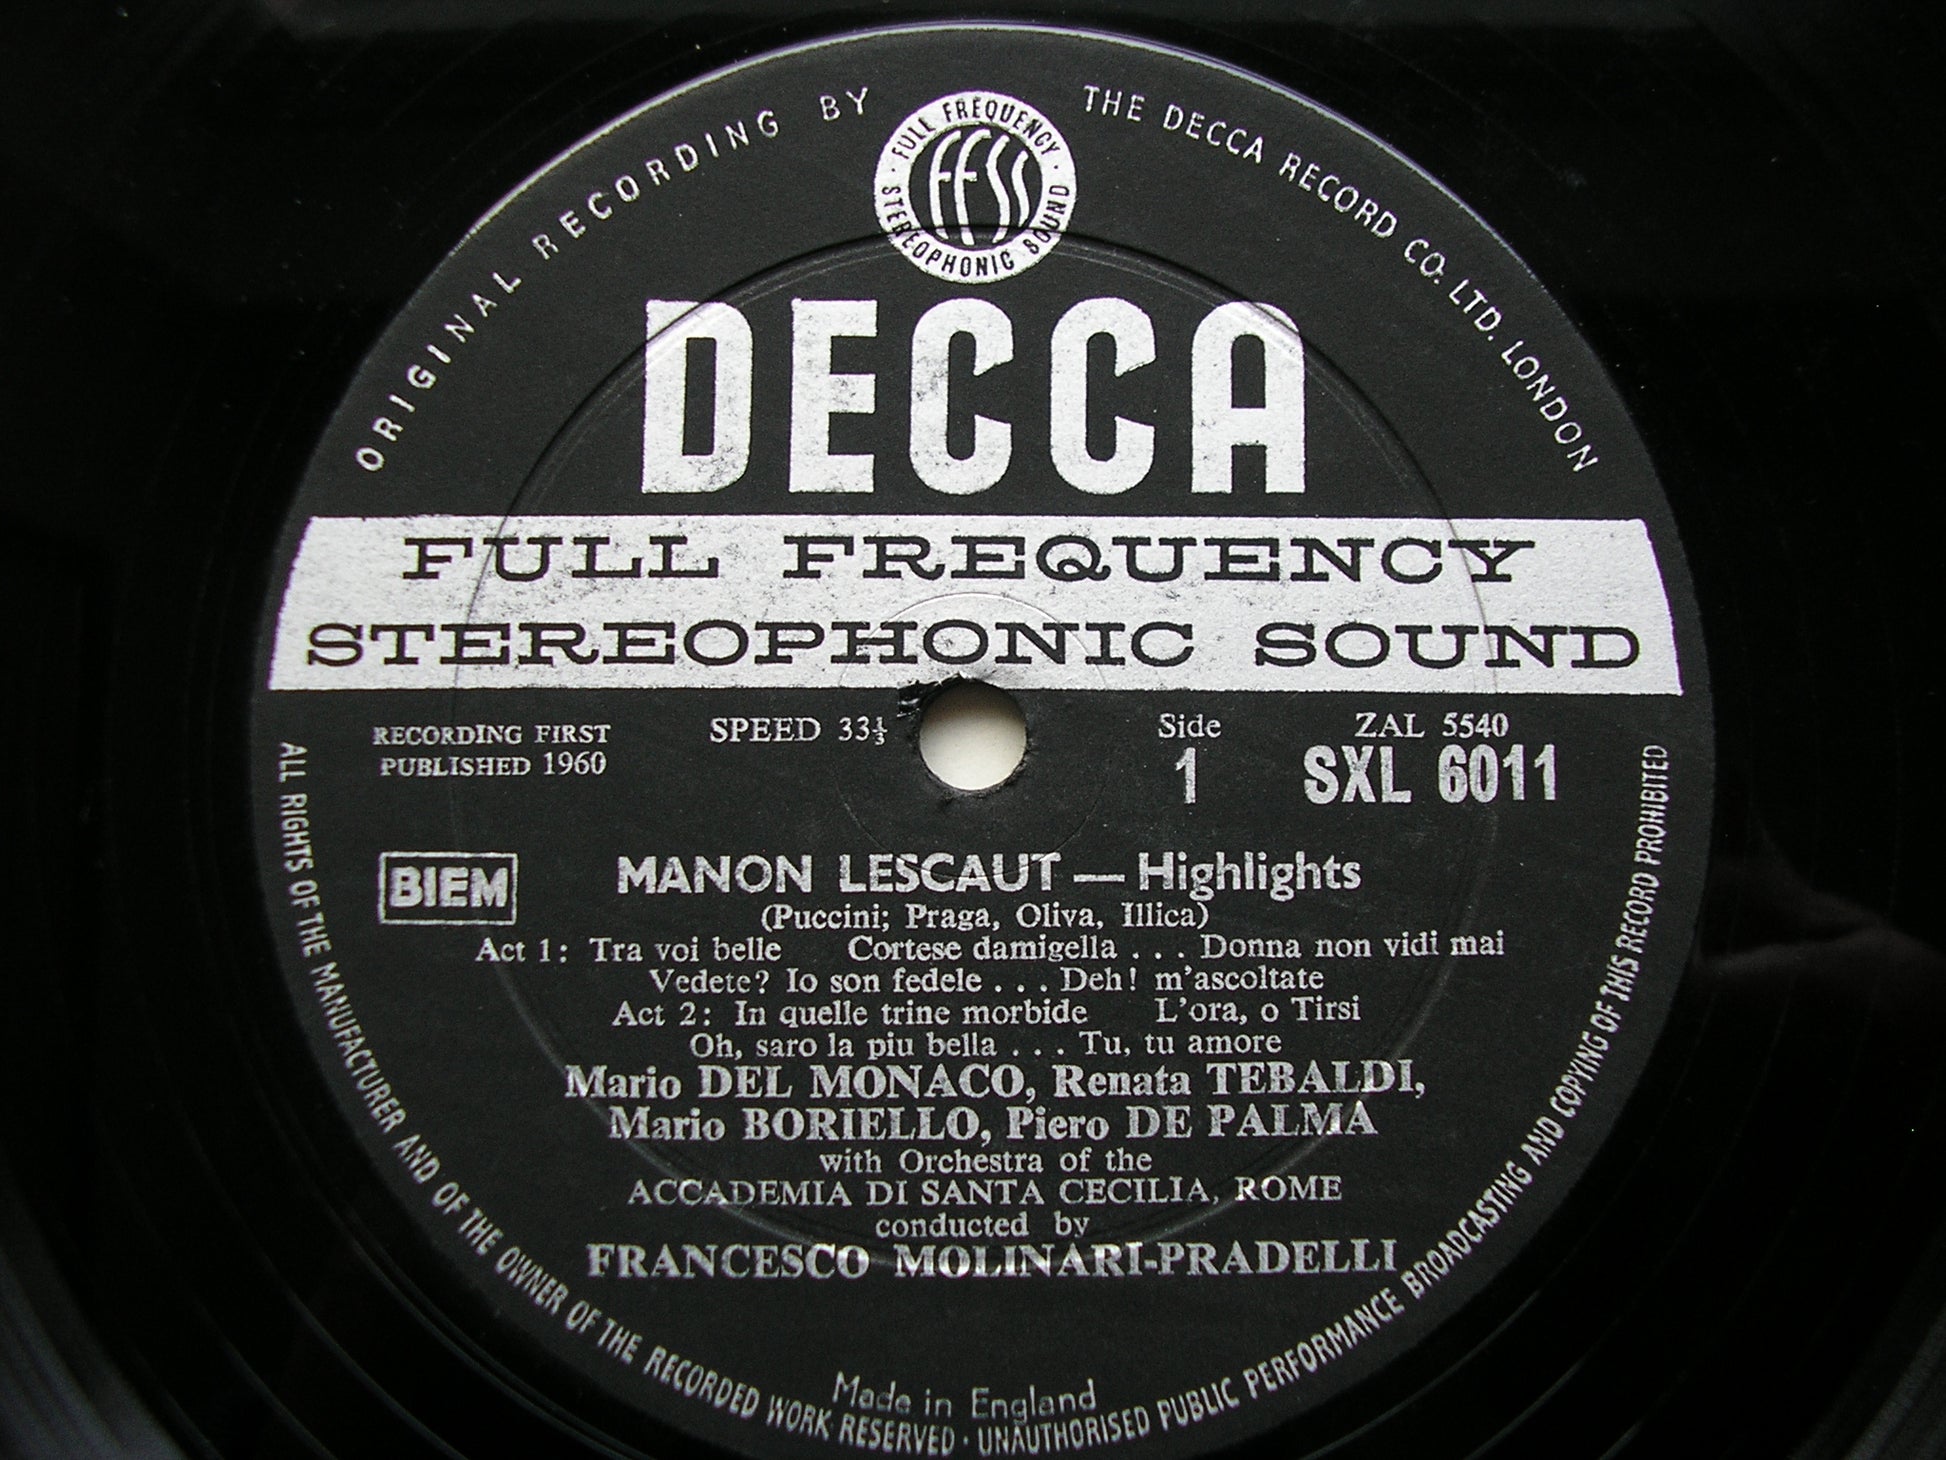 ORIGINAL RECORDING BY THE DECCA RECORD CO. LTD. LONDON
· FULL FREQUENCY · STEREOPHONIC SOUND
FFSS
DECCA
FULL FREQUENCY
STEREOPHONIC SOUND
RECORDING FIRST
PUBLISHED 1960
SPEED 33⅓
Side
1
ZAL 5540
SXL 6011
BIEM
MANON LESCAUT — Highlights
(Puccini; Praga, Oliva, Illica)
Act 1: Tra voi belle Cortese damigella . . . Donna non vidi mai
Vedete? Io son fedele . . . Deh! m'ascoltate
Act 2: In quelle trine morbide L'ora, o Tirsi
Oh, saro la piu bella . . . Tu, tu amore
Mario DEL MONACO, Renata TEBALDI,
Mario BORIELLO, Piero DE PALMA
with Orchestra of the
ACCADEMIA DI SANTA CECILIA, ROME
conducted by
FRANCESCO MOLINARI-PRADELLI
Made in England
ALL RIGHTS OF THE MANUFACTURER AND OF THE OWNER OF THE RECORDED WORK RESERVED · UNAUTHORISED PUBLIC PERFORMANCE BROADCASTING AND COPYING OF THIS RECORD PROHIBITED